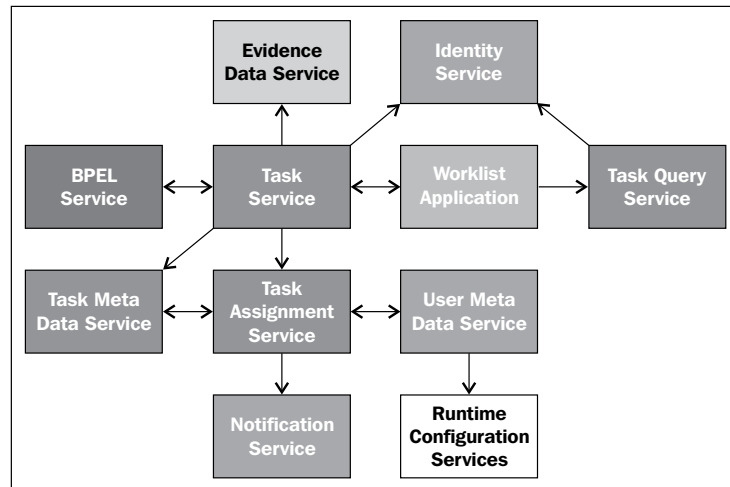 Evidence
Data Service
Identity
Service
BPEL
Service
Task
Service
Worklist
Application
Task Query
Service
Task Meta
Data Service
Task
Assignment
Service
User Meta
Data Service
Notification
Service
Runtime
Configuration
Services